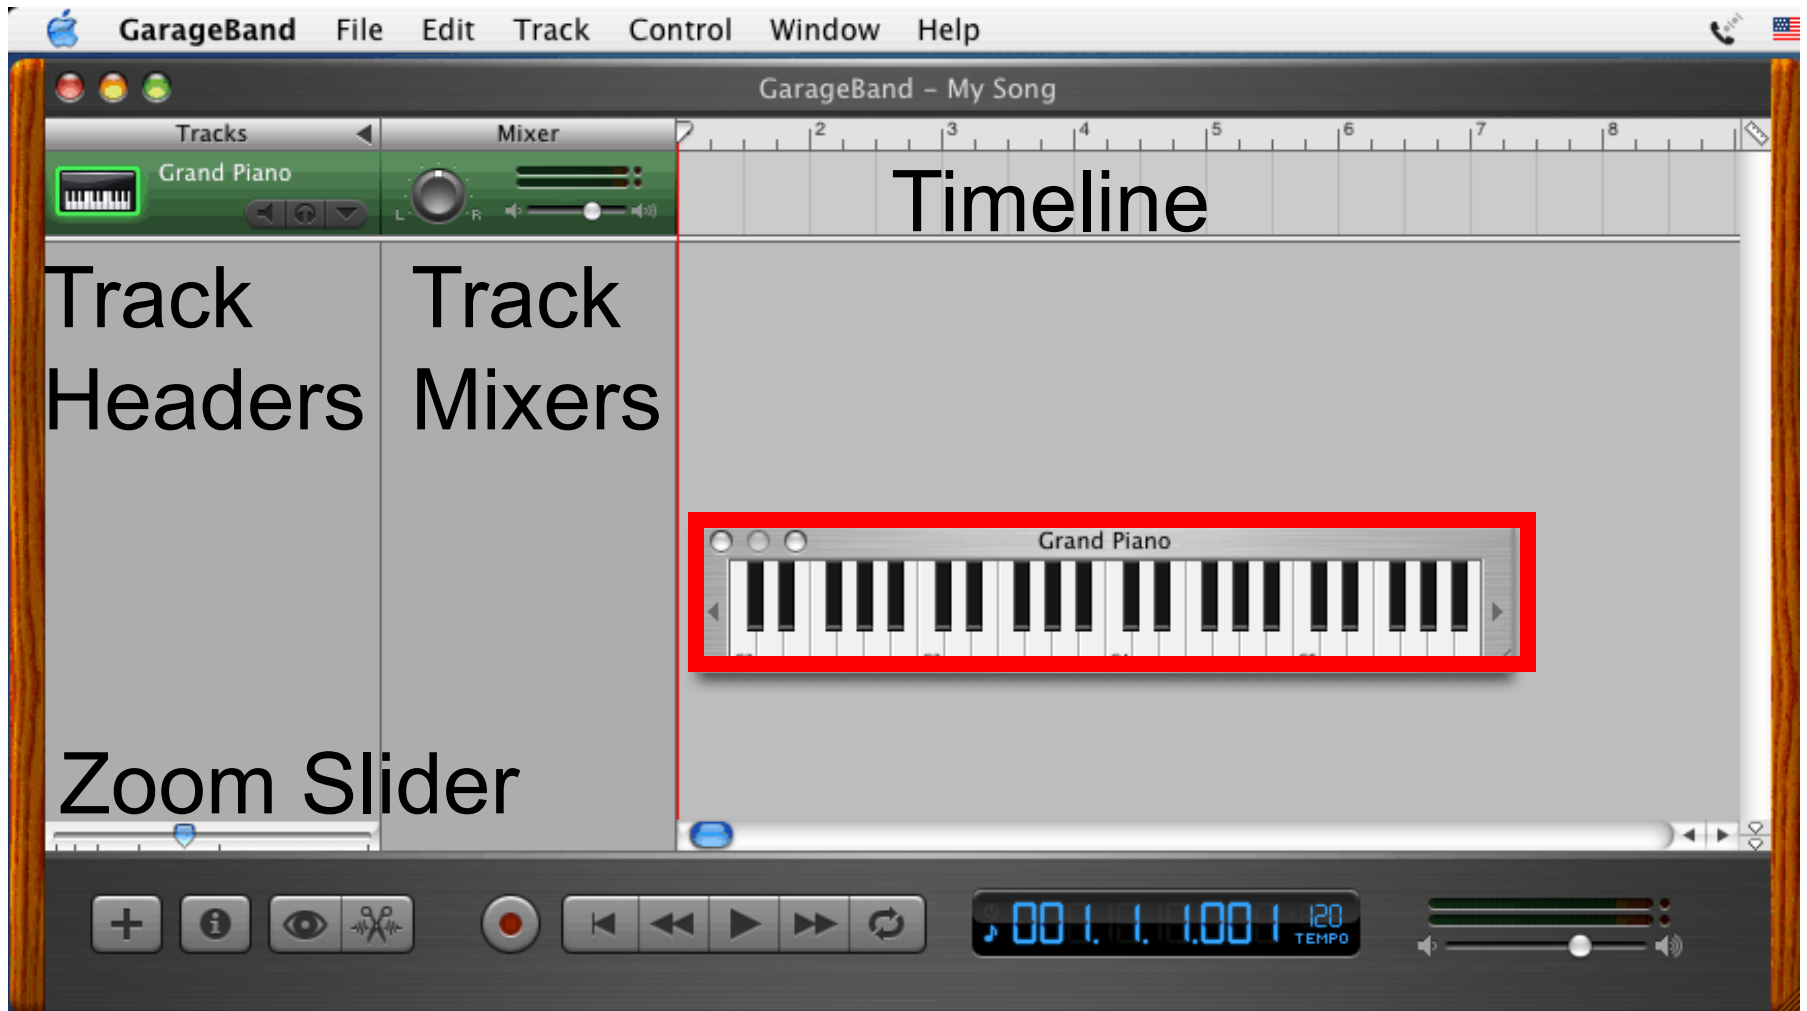 GarageBand File Edit Track Control Window Help
GarageBand – My Song
Tracks Mixer 2 3 4 5 6 7 8
Grand Piano
L R
Timeline
Track Headers
Track Mixers
Grand Piano
Zoom Slider
001. 1. 1.001 120
TEMPO